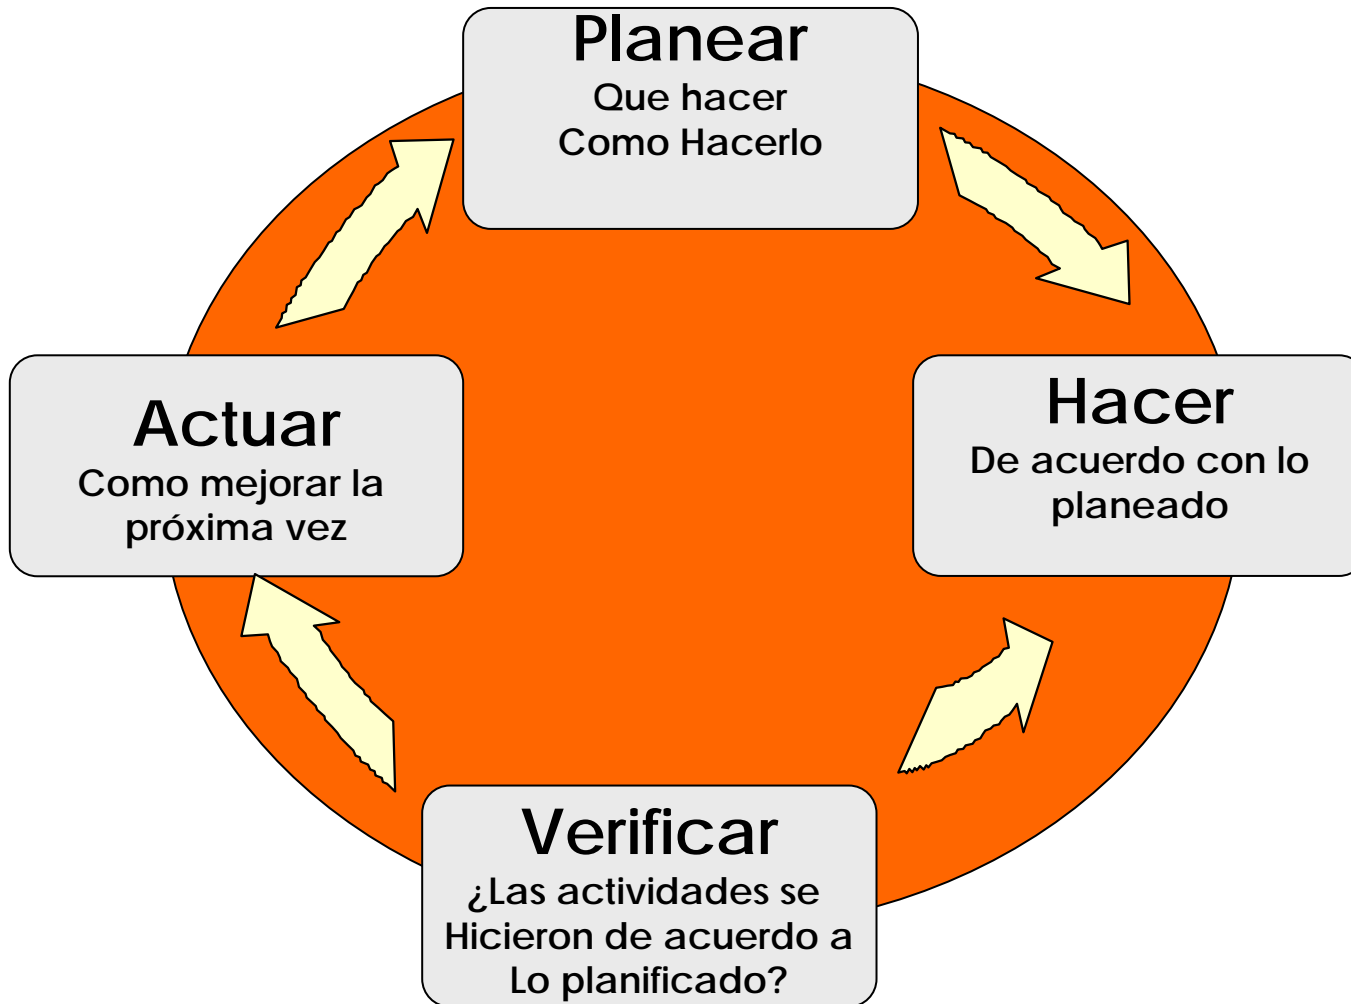 Planear
Que hacer
Como Hacerlo
Actuar
Como mejorar la
próxima vez
Hacer
De acuerdo con lo
planeado
Verificar
¿Las actividades se
Hicieron de acuerdo a
Lo planificado?